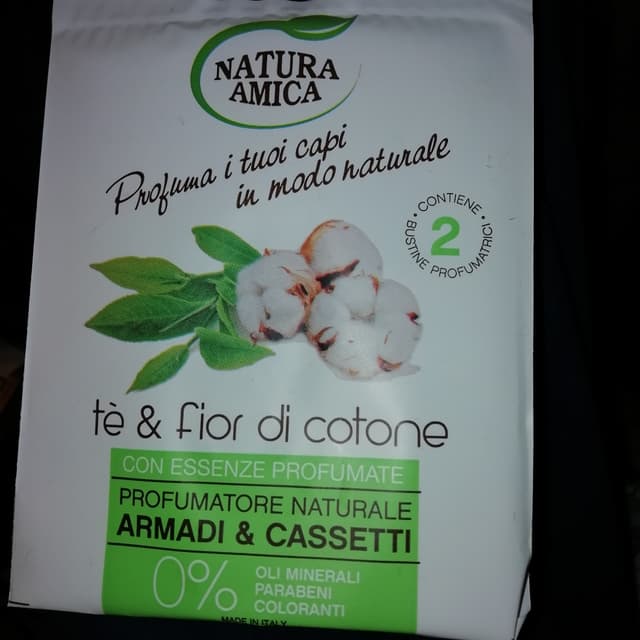 NATURA
AMICA
Profuma i tuoi capi
in modo naturale
• CONTIENE •
2
BUSTINE PROFUMATRICI
tè & fior di cotone
CON ESSENZE PROFUMATE
PROFUMATORE NATURALE
ARMADI & CASSETTI
0% OLI MINERALI
PARABENI
COLORANTI
MADE IN ITALY